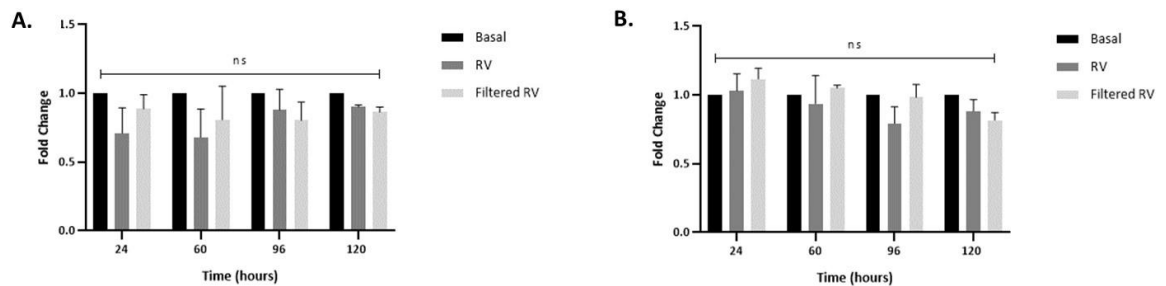 A.
1.5
1.0
0.5
0.0
Fold Change
ns
24 60 96 120
Time (hours)
Basal
RV
Filtered RV
B.
1.5
1.0
0.5
0.0
Fold Change
ns
24 60 96 120
Time (hours)
Basal
RV
Filtered RV